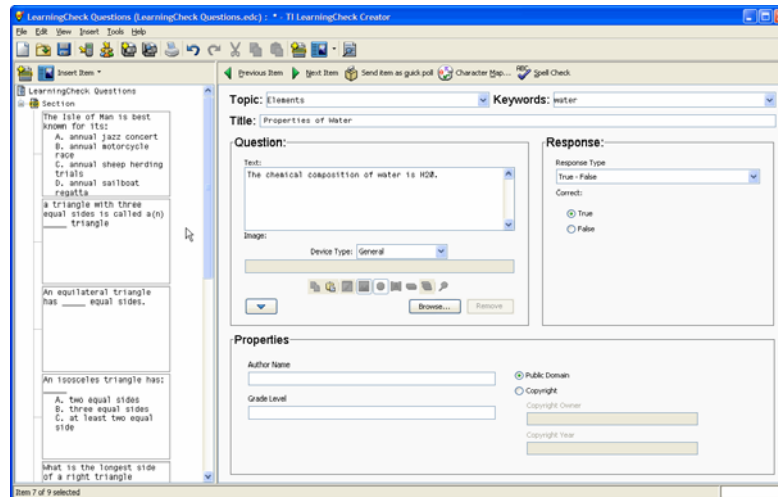 LearningCheck Questions (LearningCheck Questions.edc) : * - TI LearningCheck Creator
File Edit View Insert Tools Help
Insert Item
Previous Item Next Item Send item as quick poll Character Map... ABC Spell Check
LearningCheck Questions
Section
The Isle of Man is best
known for its:
A. annual jazz concert
B. annual motorcycle
race
C. annual sheep herding
trials
D. annual sailboat
regatta
a triangle with three
equal sides is called a(n)
_____ triangle
An equilateral triangle
has _____ equal sides.
An isosceles triangle has:
_____
A. two equal sides
B. three equal sides
C. at least two equal
side
What is the longest side
of a right triangle
Topic: Elements Keywords: water
Title: Properties of Water
Question:
Text:
The chemical composition of water is H20.
Image:
Device Type: General
Browse... Remove
Response:
Response Type
True - False
Correct:
True
False
Properties
Author Name
Grade Level
Public Domain
Copyright
Copyright Owner
Copyright Year
Item 7 of 9 selected